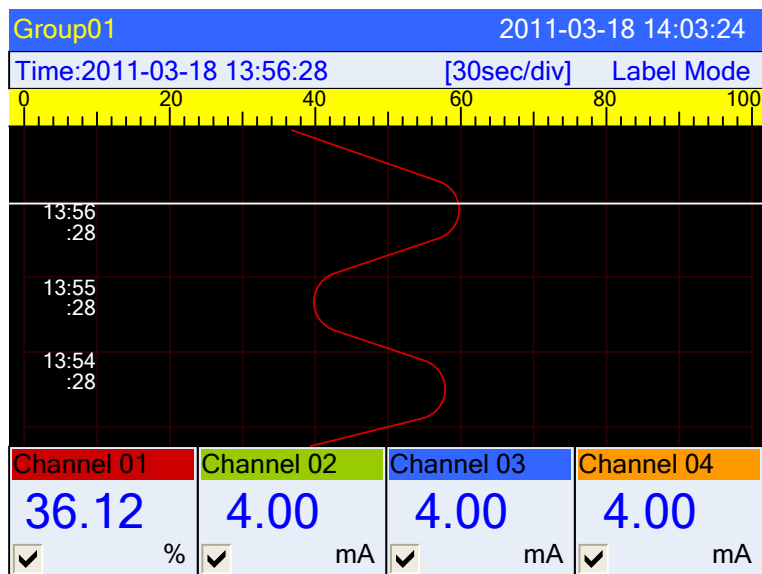 Group01 2011-03-18 14:03:24
Time:2011-03-18 13:56:28 [30sec/div] Label Mode
0 20 40 60 80 100
13:56
:28
13:55
:28
13:54
:28
Channel 01 Channel 02 Channel 03 Channel 04
36.12 4.00 4.00 4.00
% mA mA mA